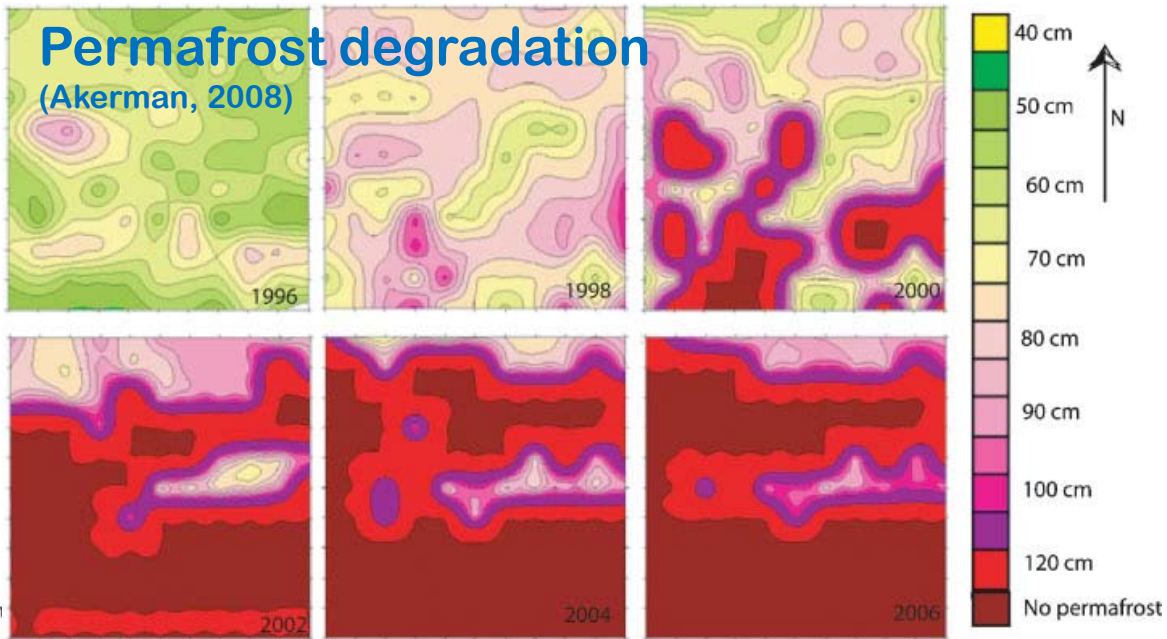 Permafrost degradation
(Akerman, 2008)
1996
1998
2000
2002
2004
2006
40 cm
50 cm
60 cm
70 cm
80 cm
90 cm
100 cm
120 cm
No permafrost
N